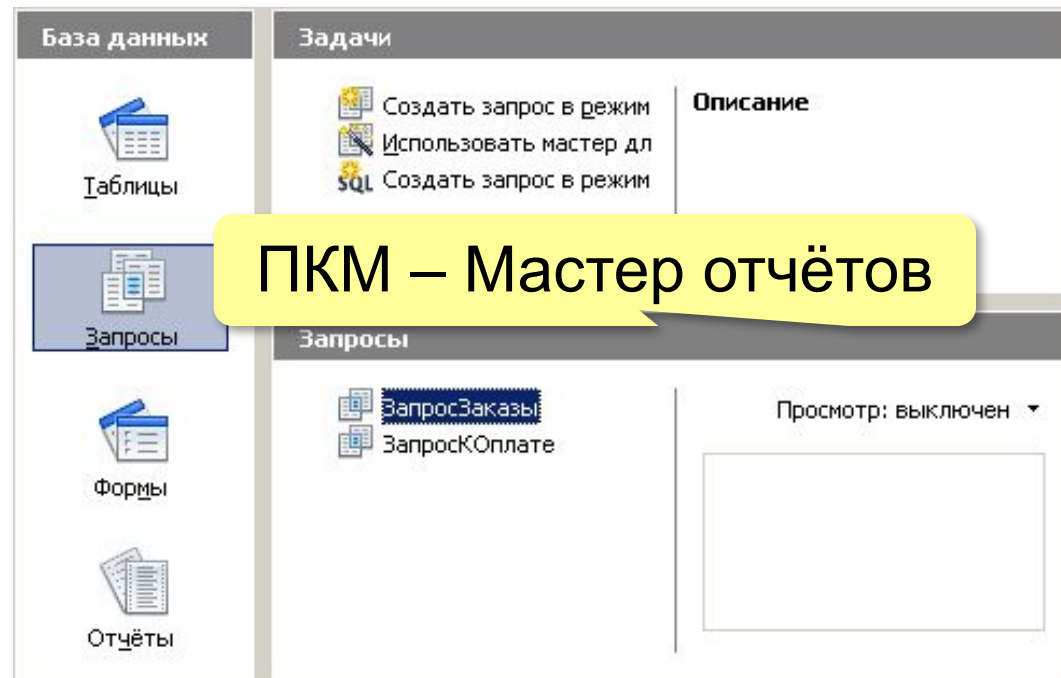 База данных
Таблицы
Запросы
Формы
Отчёты
Задачи
Создать запрос в режим
Использовать мастер дл
SQL Создать запрос в режим
Описание
ПКМ – Мастер отчётов
Запросы
ЗапросЗаказы
ЗапросКОплате
Просмотр: выключен